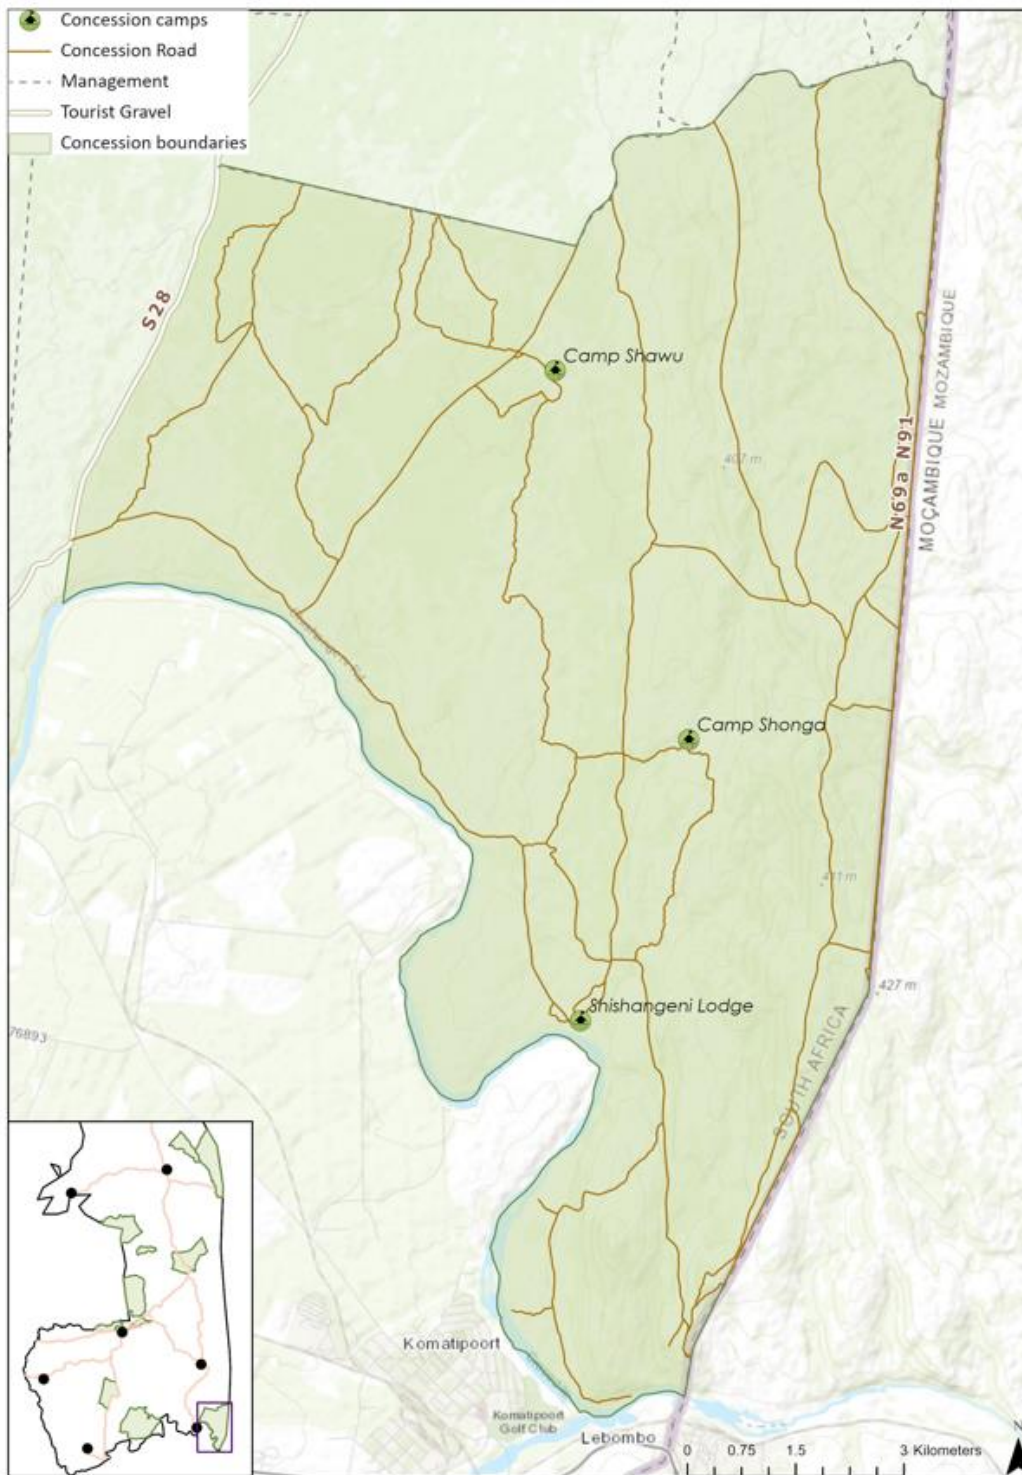 Concession camps
Concession Road
Management
Tourist Gravel
Concession boundaries
S28
Camp Shawu
407 m
N69a N91
MOÇAMBIQUE MOZAMBIQUE
Camp Shonga
411 m
427 m
Shishangeni Lodge
SOUTH AFRICA
76893
Komatipoort
Komatipoort
Golf Club
Lebombo
0 0.75 1.5 3 Kilometers
N